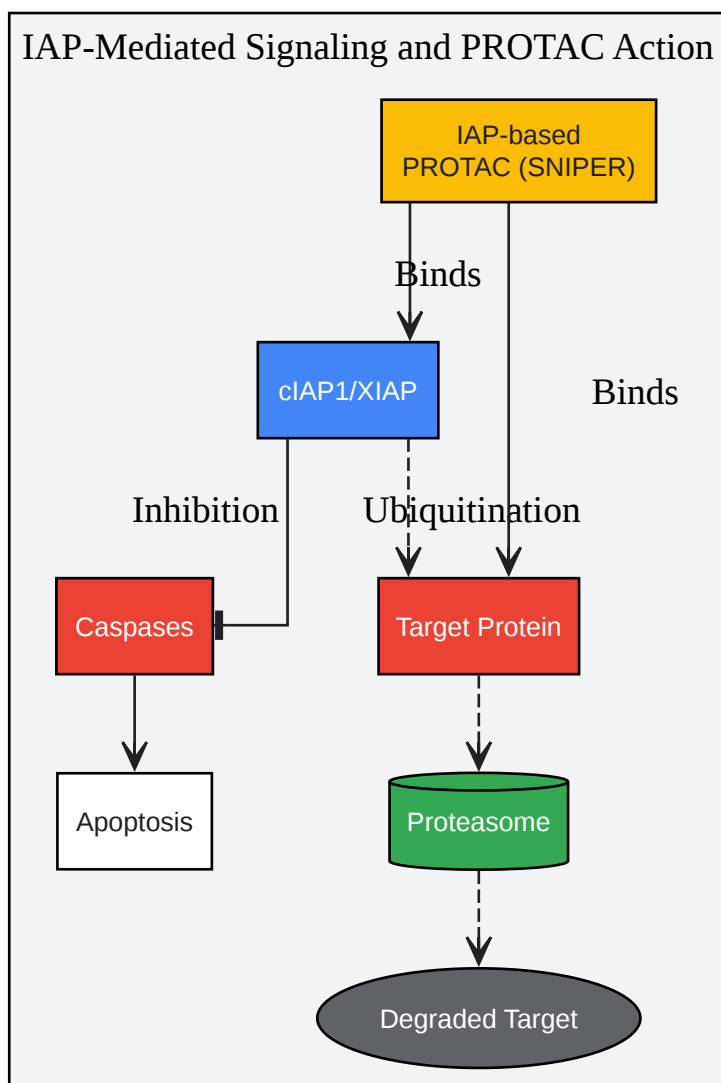 IAP-Mediated Signaling and PROTAC Action
IAP-based
PROTAC (SNIPER)
Binds
cIAP1/XIAP
Binds
Inhibition
Ubiquitination
Caspases
Target Protein
Apoptosis
Proteasome
Degraded Target